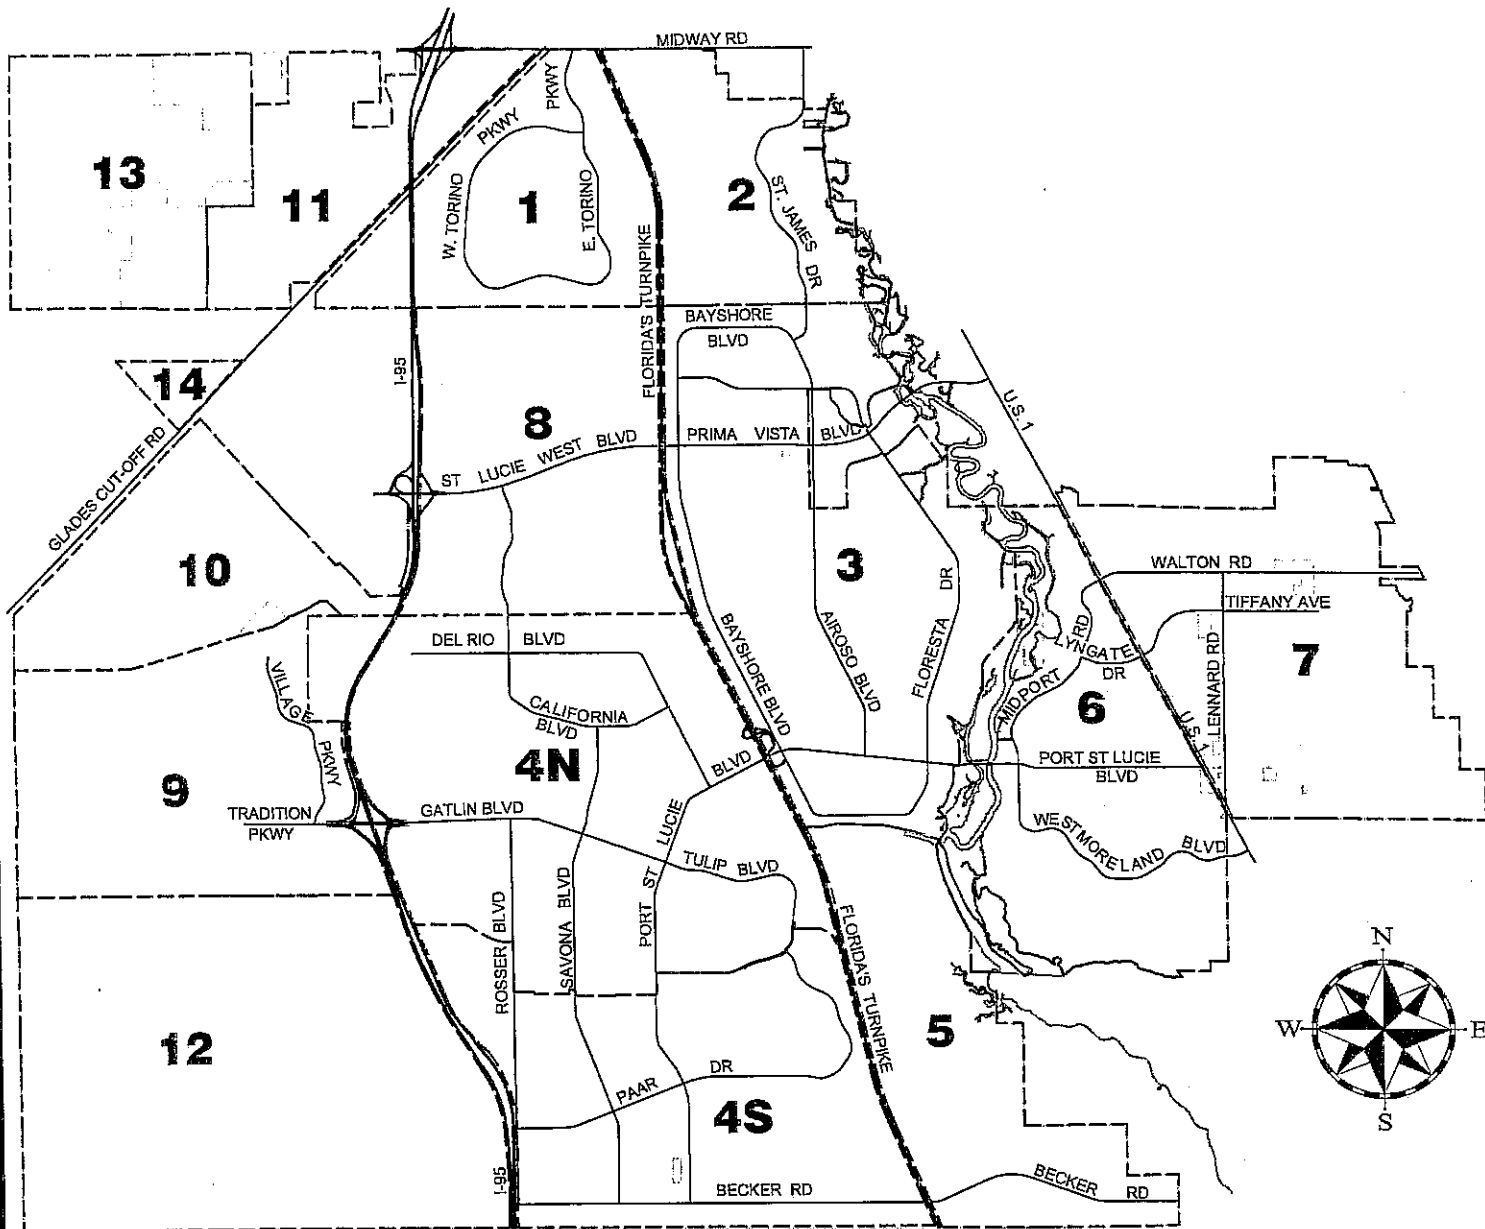 MIDWAY RD
PKWY
PKWY
13
11
W. TORINO
1
E. TORINO
2
ST. JAMES DR
FLORIDA'S TURNPIKE
BAYSHORE
BLVD
I-95
14
8
U.S. 1
GLADES CUT-OFF RD
ST LUCIE WEST BLVD
PRIMA VISTA BLVD
10
3
WALTON RD
TIFFANY AVE
DEL RIO BLVD
BAYSHORE BLVD
AIROSO BLVD
FLORESTA DR
LYNGATE
DR
RD
MIDPORT
LENNARD RD
7
VILLAGE
PKWY
CALIFORNIA
BLVD
6
U.S. 1
4N
BLVD
PORT ST LUCIE
BLVD
9
TRADITION
PKWY
GATLIN BLVD
LUCIE
WESTMORELAND BLVD
TULIP BLVD
ROSSER BLVD
SAVONA BLVD
PORT ST
FLORIDA'S TURNPIKE
N
W
E
S
12
5
PAAR DR
4S
I-95
BECKER RD
BECKER RD